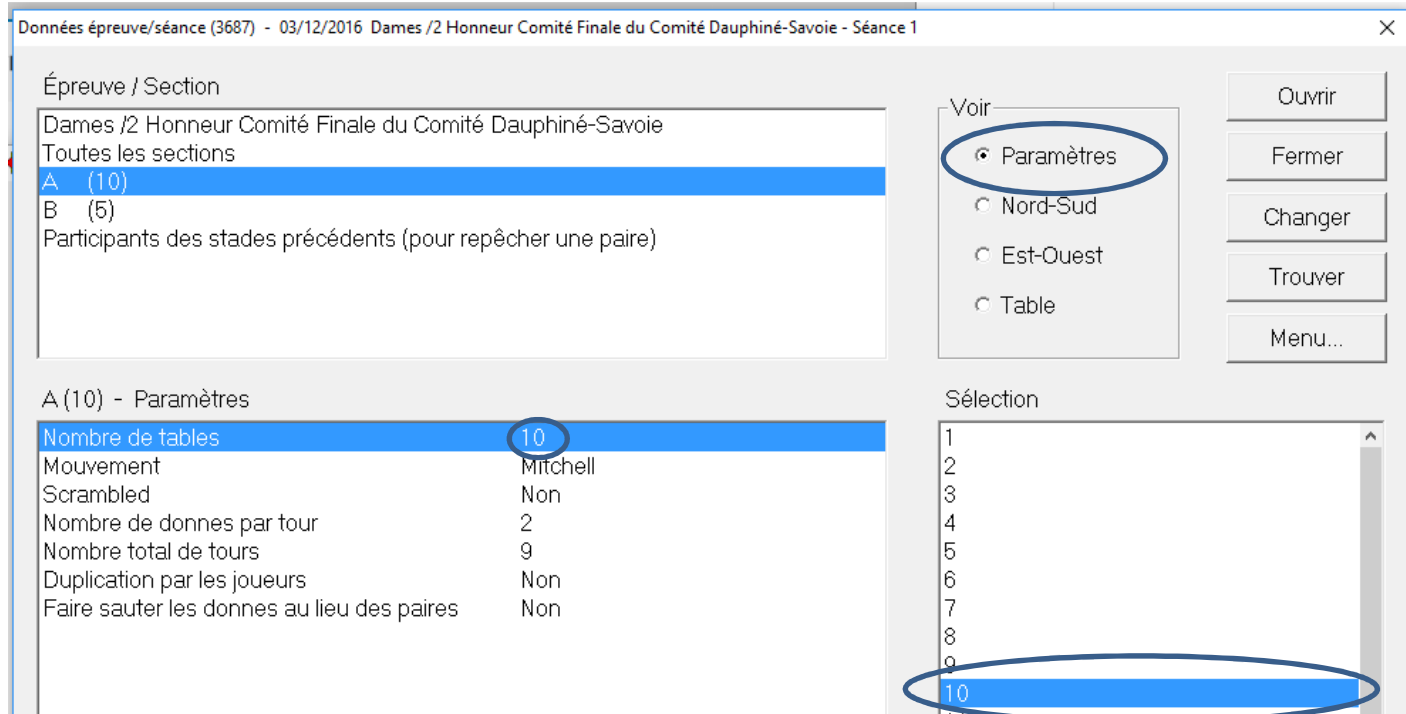 Données épreuve/séance (3687) - 03/12/2016 Dames /2 Honneur Comité Finale du Comité Dauphiné-Savoie - Séance 1
Épreuve / Section
Dames /2 Honneur Comité Finale du Comité Dauphiné-Savoie
Toutes les sections
A (10)
B (5)
Participants des stades précédents (pour repêcher une paire)
Voir
Paramètres
Nord-Sud
Est-Ouest
Table
Ouvrir
Fermer
Changer
Trouver
Menu...
A (10) - Paramètres
Nombre de tables 10
Mouvement Mitchell
Scrambled Non
Nombre de donnes par tour 2
Nombre total de tours 9
Duplication par les joueurs Non
Faire sauter les donnes au lieu des paires Non
Sélection
1
2
3
4
5
6
7
8
9
10